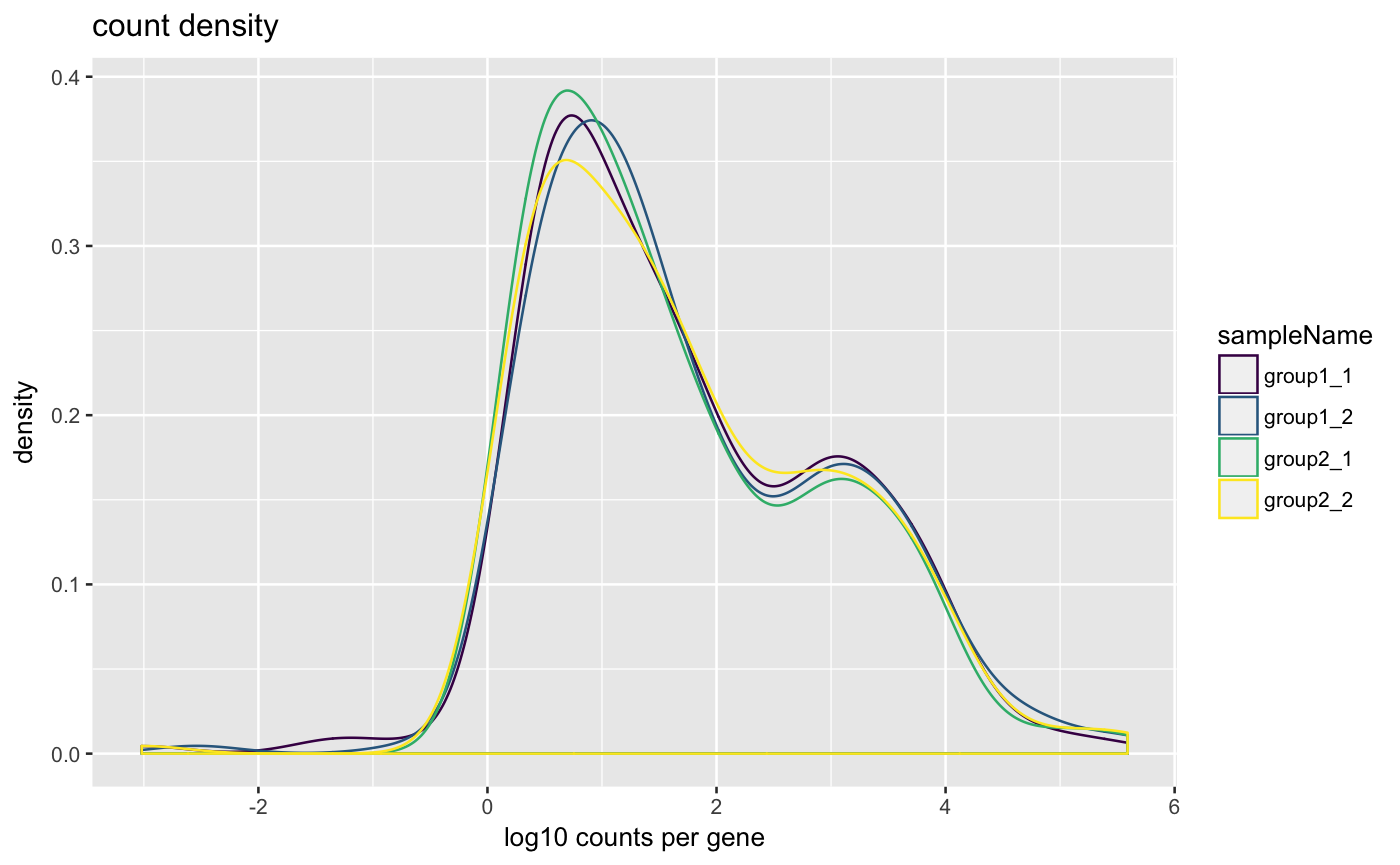 count density
0.4
0.3
0.2
0.1
0.0
density
-2 0 2 4 6
log10 counts per gene
sampleName
group1_1
group1_2
group2_1
group2_2